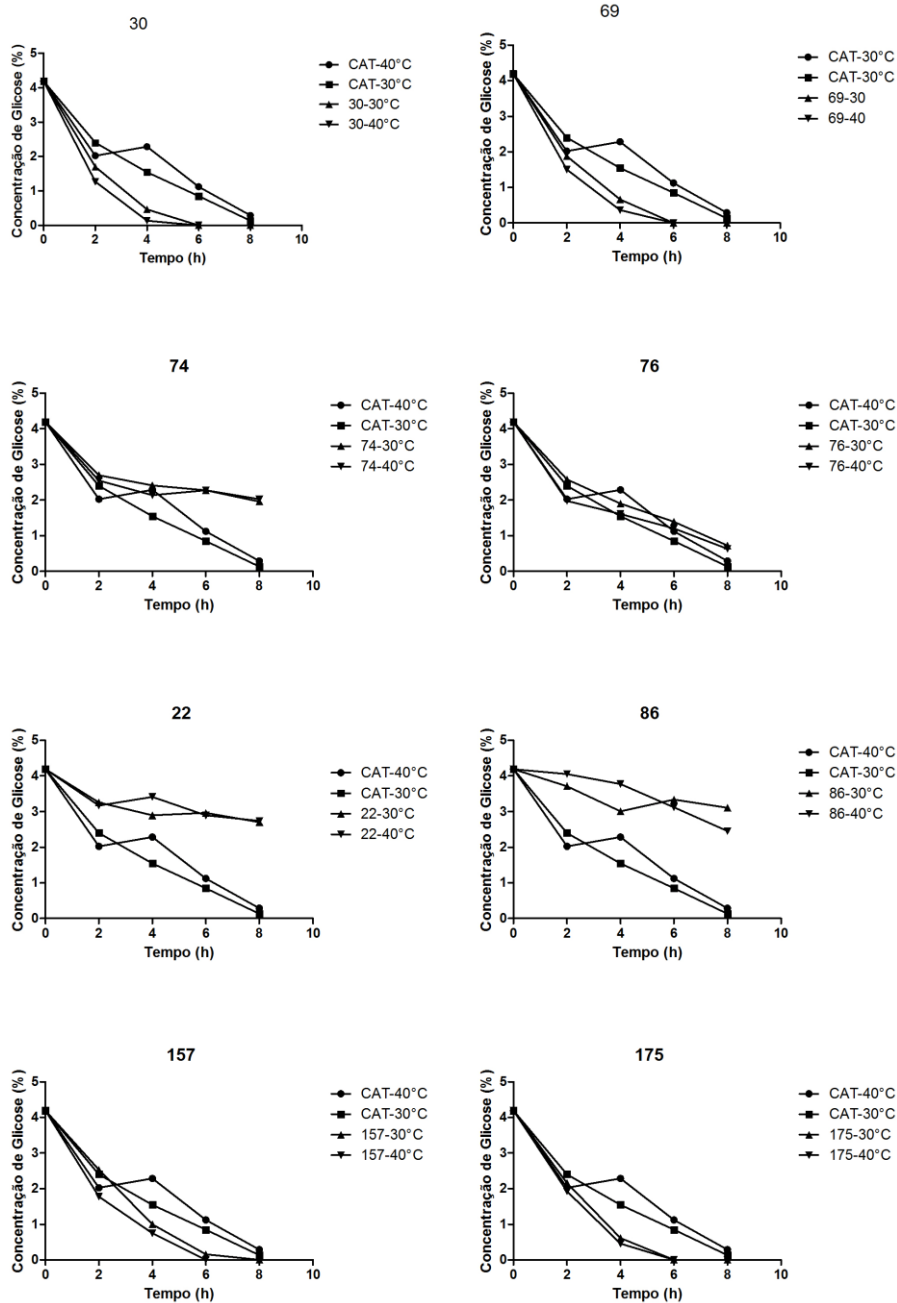 30
Concentração de Glicose (%)
5
4
3
2
1
0
0 2 4 6 8 10
Tempo (h)
CAT-40°C
CAT-30°C
30-30°C
30-40°C
69
Concentração de Glicose (%)
5
4
3
2
1
0
0 2 4 6 8 10
Tempo (h)
CAT-30°C
CAT-30°C
69-30
69-40
74
Concentração de Glicose (%)
5
4
3
2
1
0
0 2 4 6 8 10
Tempo (h)
CAT-40°C
CAT-30°C
74-30°C
74-40°C
76
Concentração de Glicose (%)
5
4
3
2
1
0
0 2 4 6 8 10
Tempo (h)
CAT-40°C
CAT-30°C
76-30°C
76-40°C
22
Concentração de Glicose (%)
5
4
3
2
1
0
0 2 4 6 8 10
Tempo (h)
CAT-40°C
CAT-30°C
22-30°C
22-40°C
86
Concentração de Glicose (%)
5
4
3
2
1
0
0 2 4 6 8 10
Tempo (h)
CAT-40°C
CAT-30°C
86-30°C
86-40°C
157
Concentração de Glicose (%)
5
4
3
2
1
0
0 2 4 6 8 10
Tempo (h)
CAT-40°C
CAT-30°C
157-30°C
157-40°C
175
Concentração de Glicose (%)
5
4
3
2
1
0
0 2 4 6 8 10
Tempo (h)
CAT-40°C
CAT-30°C
175-30°C
175-40°C